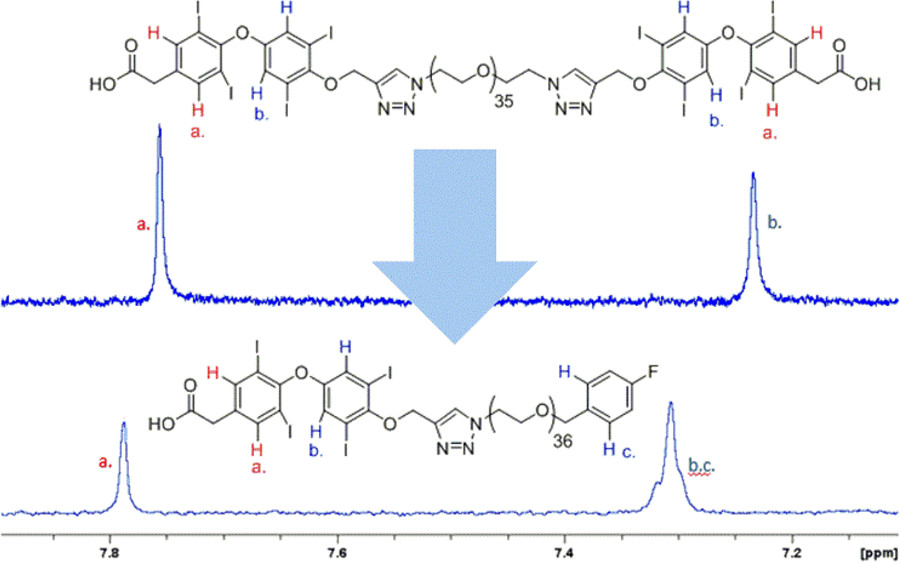 I H I H I
H O I I O H
O O
HO O N O N O OH
I H N=N 35 N=N I H I
H I b. I b. H
a. a.
a. b.
I H
H O I H F
O
HO O N O
I H N=N 36 H c.
H I b.
a.
a. b.c.
7.8 7.6 7.4 7.2 [ppm]